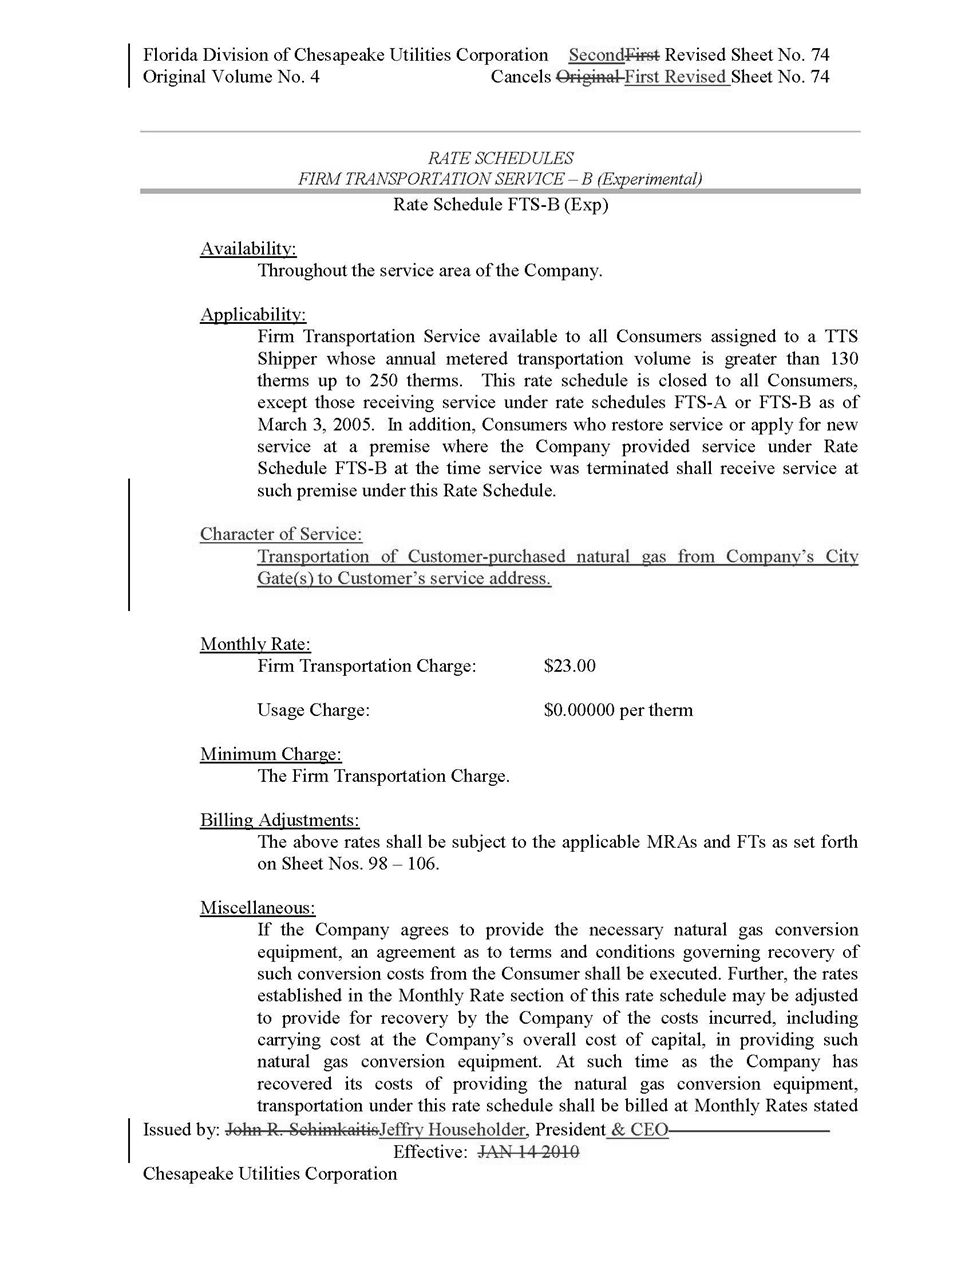 Florida Division of Chesapeake Utilities Corporation SecondFirst Revised Sheet No. 74
Original Volume No. 4 Cancels Original First Revised Sheet No. 74
RATE SCHEDULES
FIRM TRANSPORTATION SERVICE – B (Experimental)
Rate Schedule FTS-B (Exp)
Availability:
Throughout the service area of the Company.
Applicability:
Firm Transportation Service available to all Consumers assigned to a TTS
Shipper whose annual metered transportation volume is greater than 130
therms up to 250 therms. This rate schedule is closed to all Consumers,
except those receiving service under rate schedules FTS-A or FTS-B as of
March 3, 2005. In addition, Consumers who restore service or apply for new
service at a premise where the Company provided service under Rate
Schedule FTS-B at the time service was terminated shall receive service at
such premise under this Rate Schedule.
Character of Service:
Transportation of Customer-purchased natural gas from Company's City
Gate(s) to Customer's service address.
Monthly Rate:
Firm Transportation Charge: $23.00
Usage Charge: $0.00000 per therm
Minimum Charge:
The Firm Transportation Charge.
Billing Adjustments:
The above rates shall be subject to the applicable MRAs and FTs as set forth
on Sheet Nos. 98 – 106.
Miscellaneous:
If the Company agrees to provide the necessary natural gas conversion
equipment, an agreement as to terms and conditions governing recovery of
such conversion costs from the Consumer shall be executed. Further, the rates
established in the Monthly Rate section of this rate schedule may be adjusted
to provide for recovery by the Company of the costs incurred, including
carrying cost at the Company's overall cost of capital, in providing such
natural gas conversion equipment. At such time as the Company has
recovered its costs of providing the natural gas conversion equipment,
transportation under this rate schedule shall be billed at Monthly Rates stated
Issued by: John R. SchimkaitisJeffry Householder, President & CEO
Effective: JAN 14 2010
Chesapeake Utilities Corporation